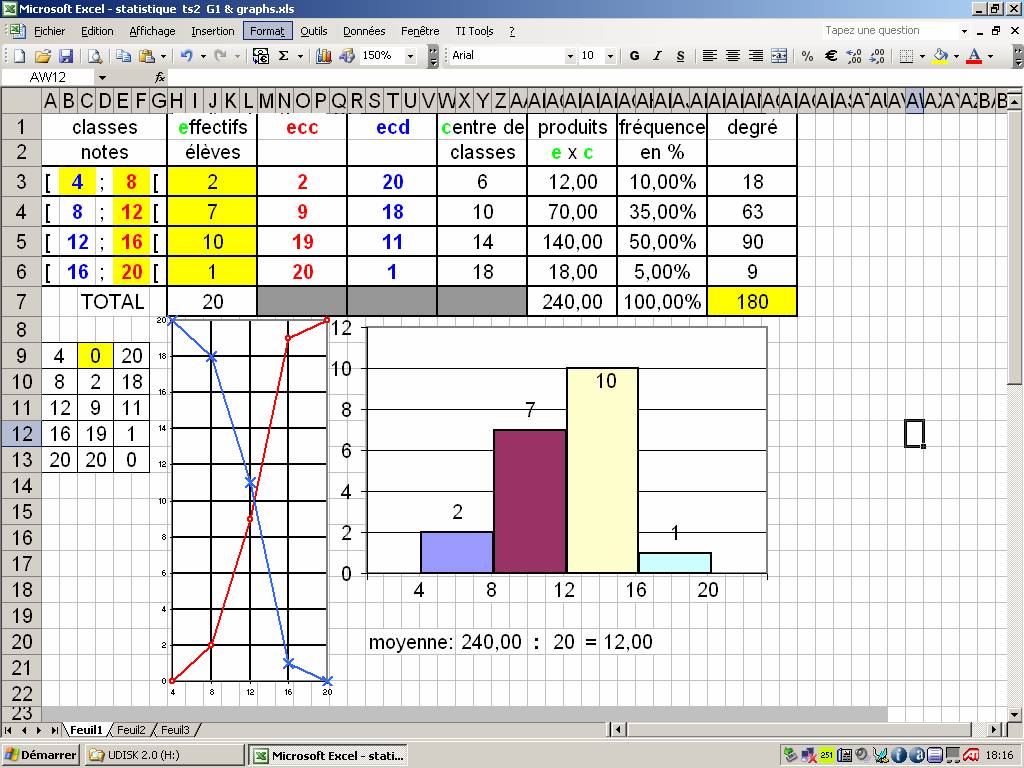 Microsoft Excel - statistique ts2 G1 & graphs.xls
Fichier Edition Affichage Insertion Format Outils Données Fenêtre TI Tools ? Tapez une question
150% Arial 10 G I S % €
AW12 fx
A B C D E F G H I J K L M N O P Q R S T U V W X Y Z
1 classes effectifs ecc ecd centre de produits fréquence degré
2 notes élèves classes e x c en %
3 [ 4 ; 8 [ 2 2 20 6 12,00 10,00% 18
4 [ 8 ; 12 [ 7 9 18 10 70,00 35,00% 63
5 [ 12 ; 16 [ 10 19 11 14 140,00 50,00% 90
6 [ 16 ; 20 [ 1 20 1 18 18,00 5,00% 9
7 TOTAL 20 240,00 100,00% 180
8
9 4 0 20
10 8 2 18
11 12 9 11
12 16 19 1
13 20 20 0
14
15
16
17
18
19
20
21
22
23
20
18
16
14
12
10
8
6
4
2
0
4 8 12 16 20
12
10
8
6
4
2
0
2 7 10 1
4 8 12 16 20
moyenne: 240,00 : 20 = 12,00
Feuil1 Feuil2 Feuil3
Démarrer UDISK 2.0 (H:) Microsoft Excel - stati... 251 18:16